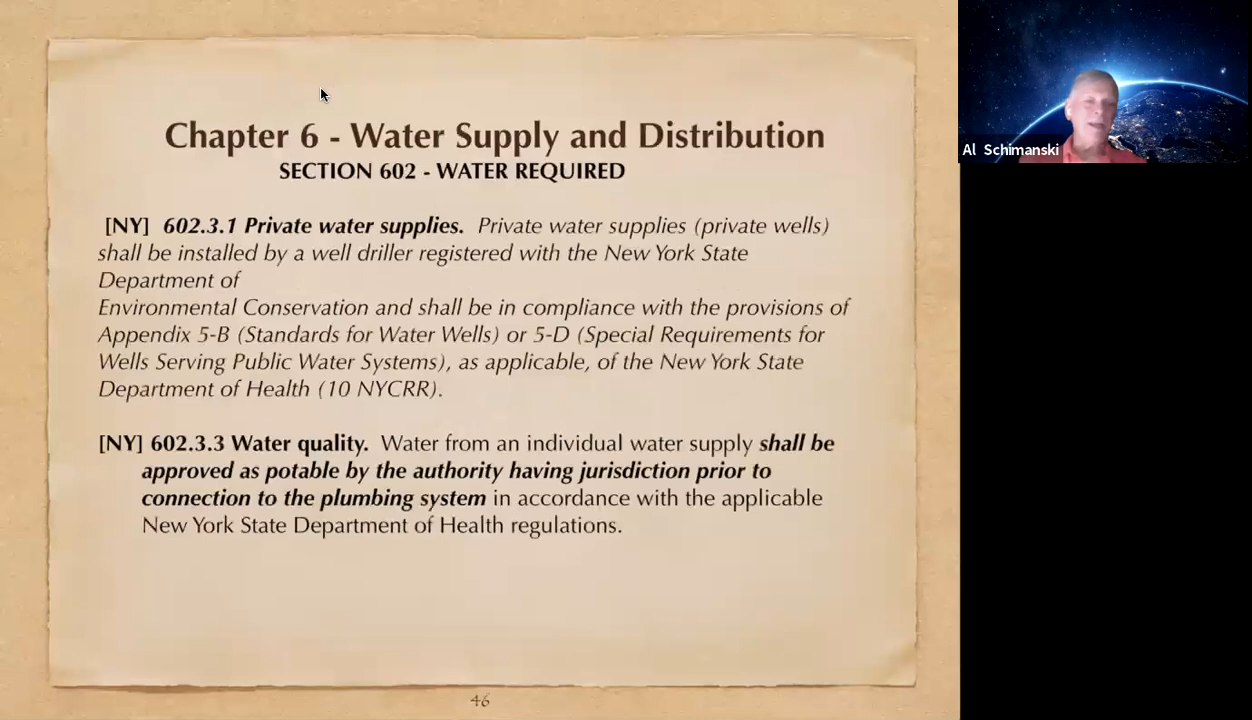 Chapter 6 - Water Supply and Distribution
SECTION 602 - WATER REQUIRED
[NY] 602.3.1 Private water supplies. Private water supplies (private wells)
shall be installed by a well driller registered with the New York State
Department of
Environmental Conservation and shall be in compliance with the provisions of
Appendix 5-B (Standards for Water Wells) or 5-D (Special Requirements for
Wells Serving Public Water Systems), as applicable, of the New York State
Department of Health (10 NYCRR).
[NY] 602.3.3 Water quality. Water from an individual water supply shall be
approved as potable by the authority having jurisdiction prior to
connection to the plumbing system in accordance with the applicable
New York State Department of Health regulations.
46
Al Schimanski